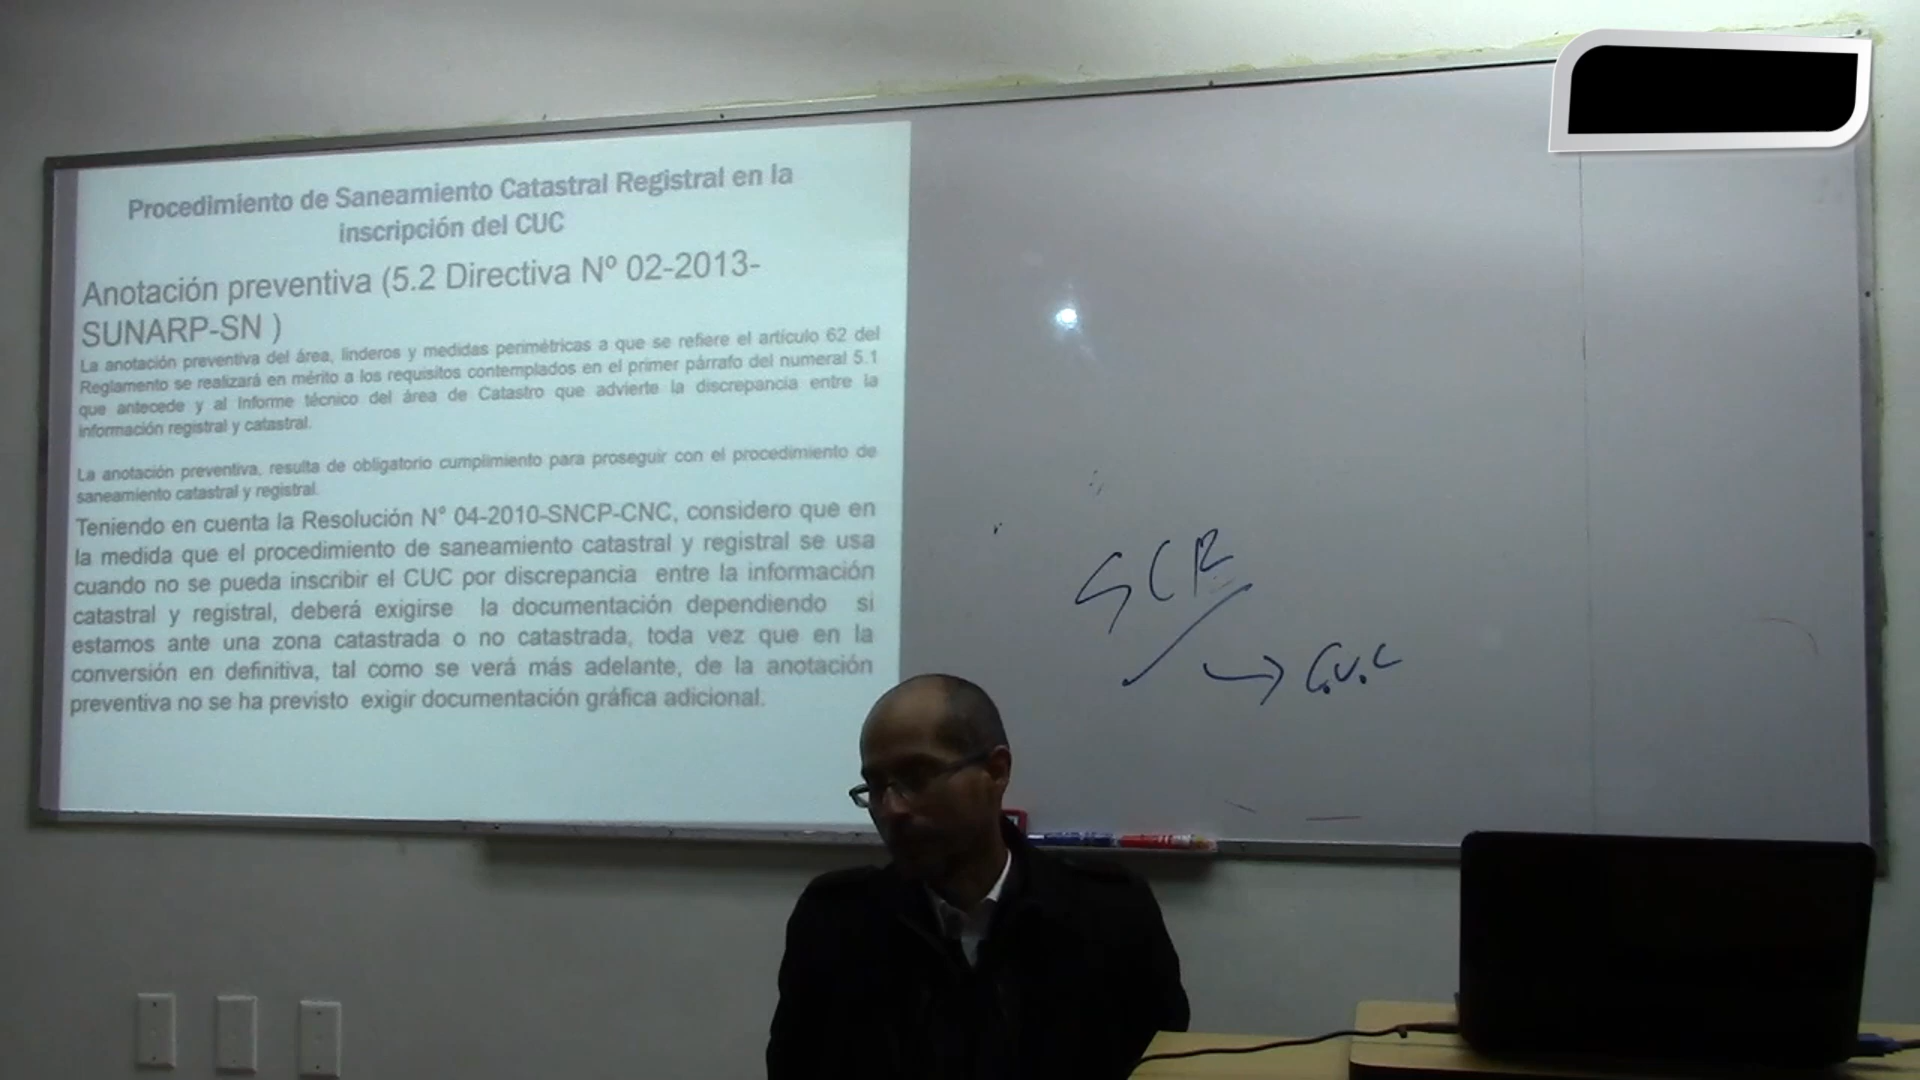 Procedimiento de Saneamiento Catastral Registral en la
inscripción del CUC
Anotación preventiva (5.2 Directiva Nº 02-2013-
SUNARP-SN )
La anotación preventiva del área, linderos y medidas perimétricas a que se refiere el artículo 62 del
Reglamento se realizará en mérito a los requisitos contemplados en el primer párrafo del numeral 5.1
que antecede y al Informe técnico del área de Catastro que advierte la discrepancia entre la
información registral y catastral.
La anotación preventiva, resulta de obligatorio cumplimiento para proseguir con el procedimiento de
saneamiento catastral y registral.
Teniendo en cuenta la Resolución N° 04-2010-SNCP-CNC, considero que en
la medida que el procedimiento de saneamiento catastral y registral se usa
cuando no se pueda inscribir el CUC por discrepancia entre la información
catastral y registral, deberá exigirse la documentación dependiendo si
estamos ante una zona catastrada o no catastrada, toda vez que en la
conversión en definitiva, tal como se verá más adelante, de la anotación
preventiva no se ha previsto exigir documentación gráfica adicional.
SCR
→ C.U.C